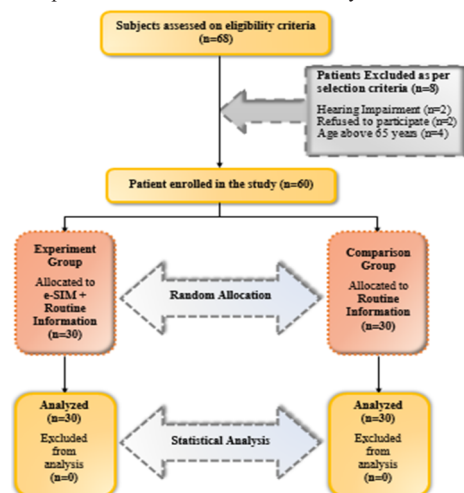 Subjects assessed on eligibility criteria
(n=68)
Patients Excluded as per
selection criteria (n=8)
Hearing Impairment (n=2)
Refused to participate (n=2)
Age above 65 years (n=4)
Patient enrolled in the study (n=60)
Experiment
Group
Allocated to
e-SIM +
Routine
Information
(n=30)
Random Allocation
Comparison
Group
Allocated to
Routine
Information
(n=30)
Analyzed
(n=30)
Excluded
from
analysis
(n=0)
Statistical Analysis
Analyzed
(n=30)
Excluded
from
analysis
(n=0)